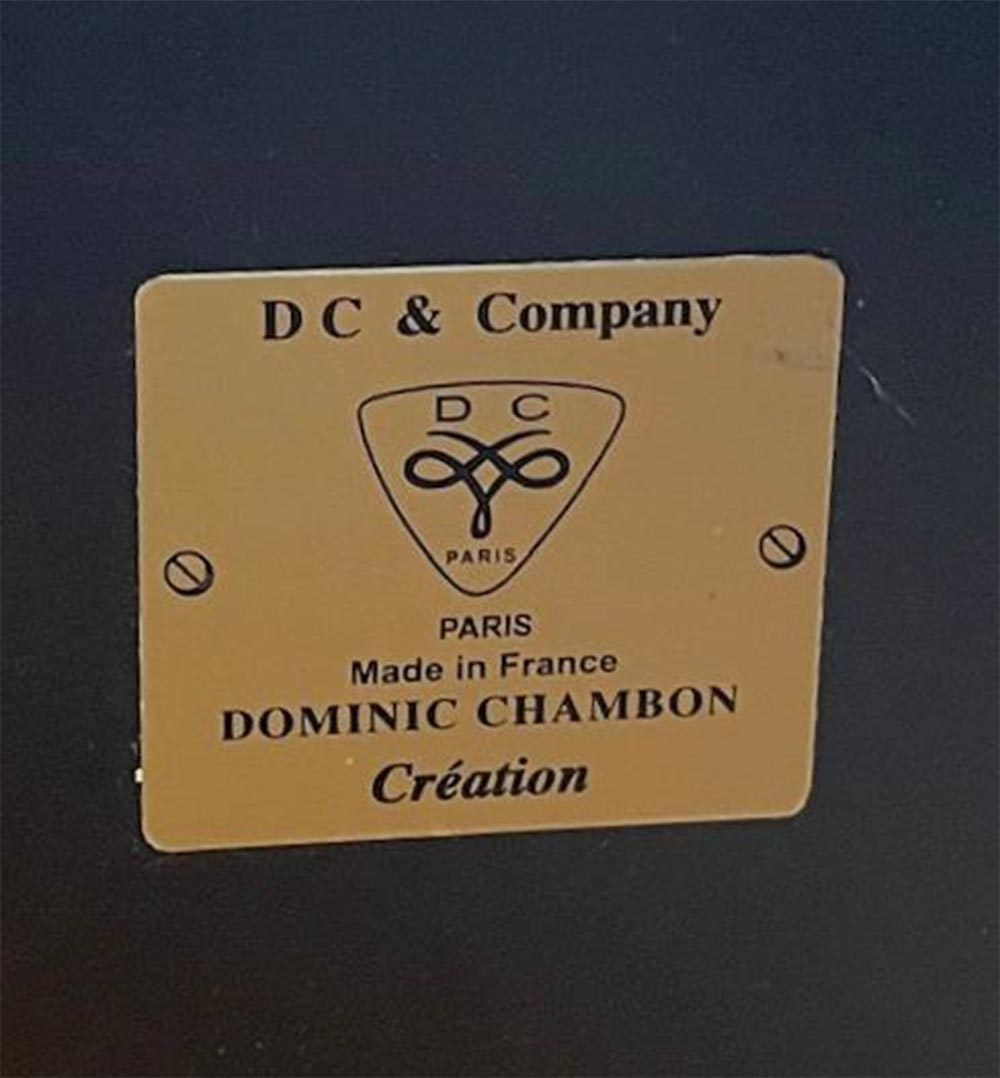 D C & Company
D C
PARIS
PARIS
Made in France
DOMINIC CHAMBON
Création